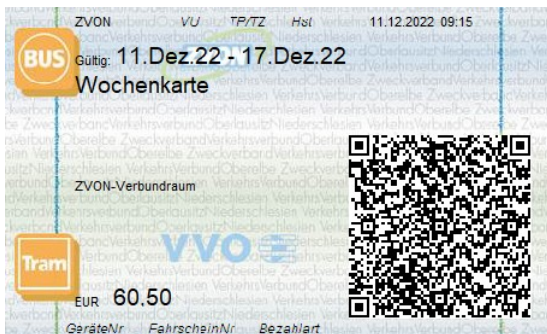 ZVON VU TP/TZ Hst 11.12.2022 09:15
BUS
Gültig: 11.Dez.22 - 17.Dez.22
Wochenkarte
ZVON-Verbundraum
VVO
Tram
EUR 60.50
GeräteNr FahrscheinNr Bezahlart